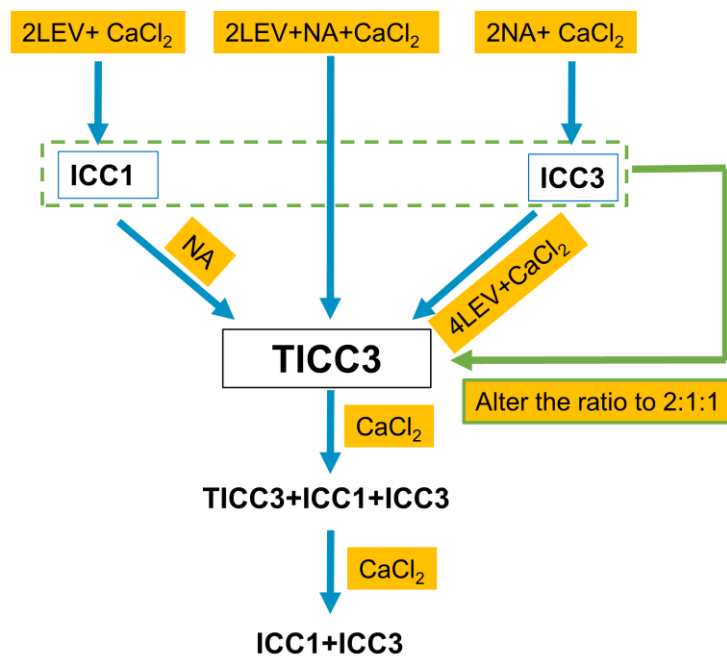 2LEV+ CaCl₂
2LEV+NA+CaCl₂
2NA+ CaCl₂
ICC1
ICC3
NA
4LEV+CaCl₂
TICC3
Alter the ratio to 2:1:1
CaCl₂
TICC3+ICC1+ICC3
CaCl₂
ICC1+ICC3